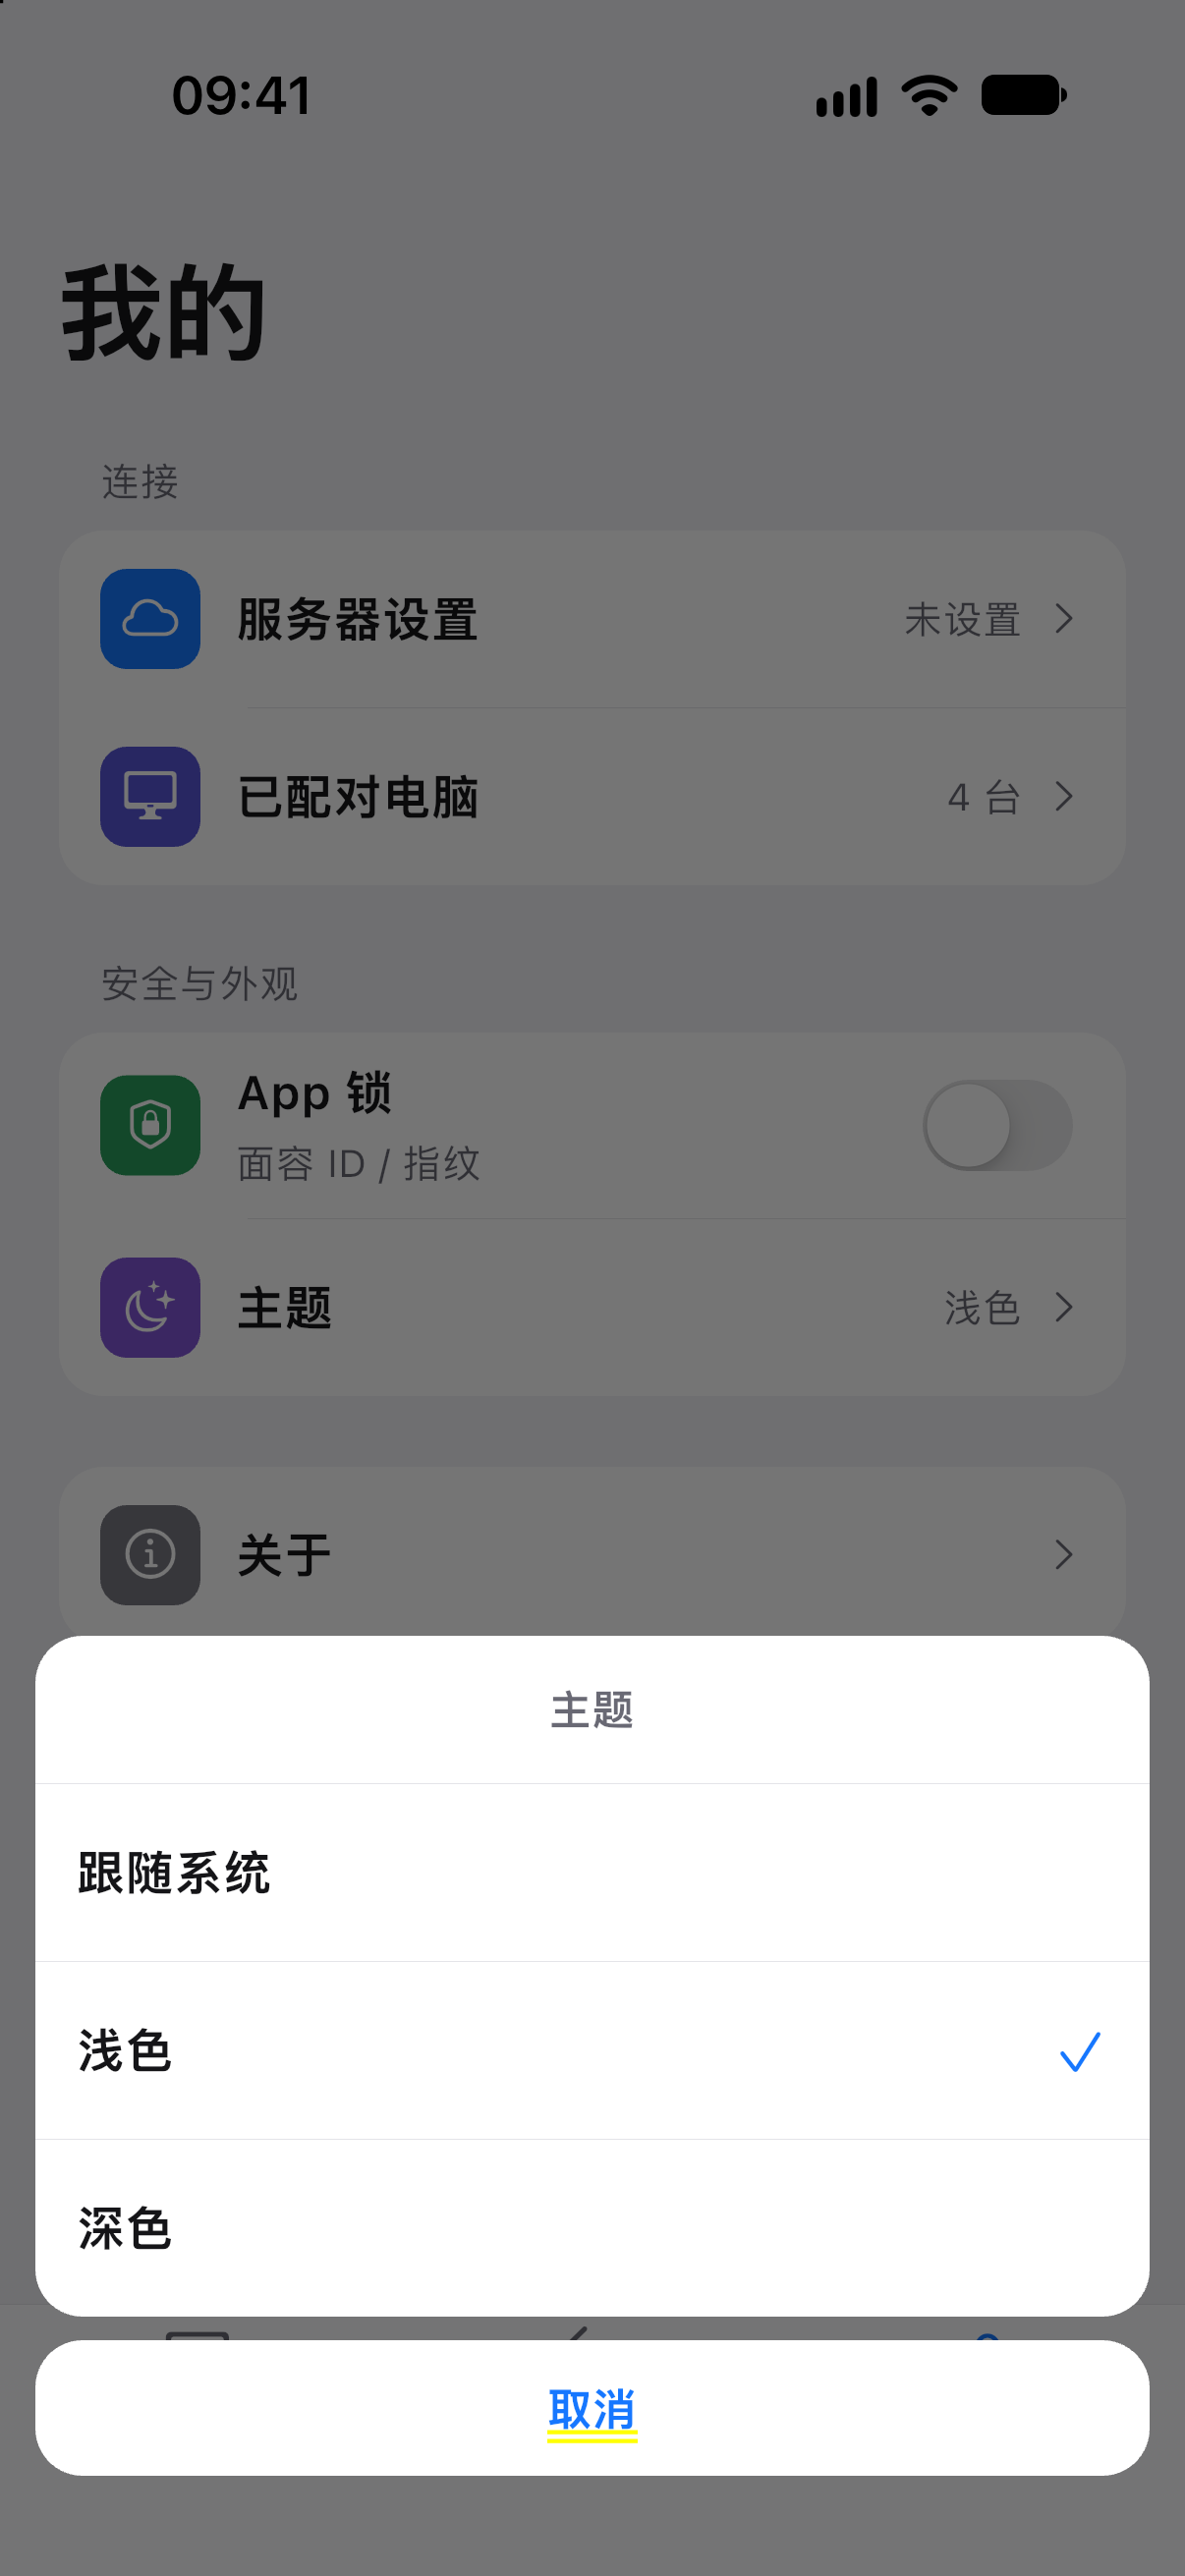 09:41
我的
连接
服务器设置
未设置
已配对电脑
4 台
安全与外观
App 锁
面容 ID / 指纹
主题
浅色
关于
主题
跟随系统
浅色
深色
取消